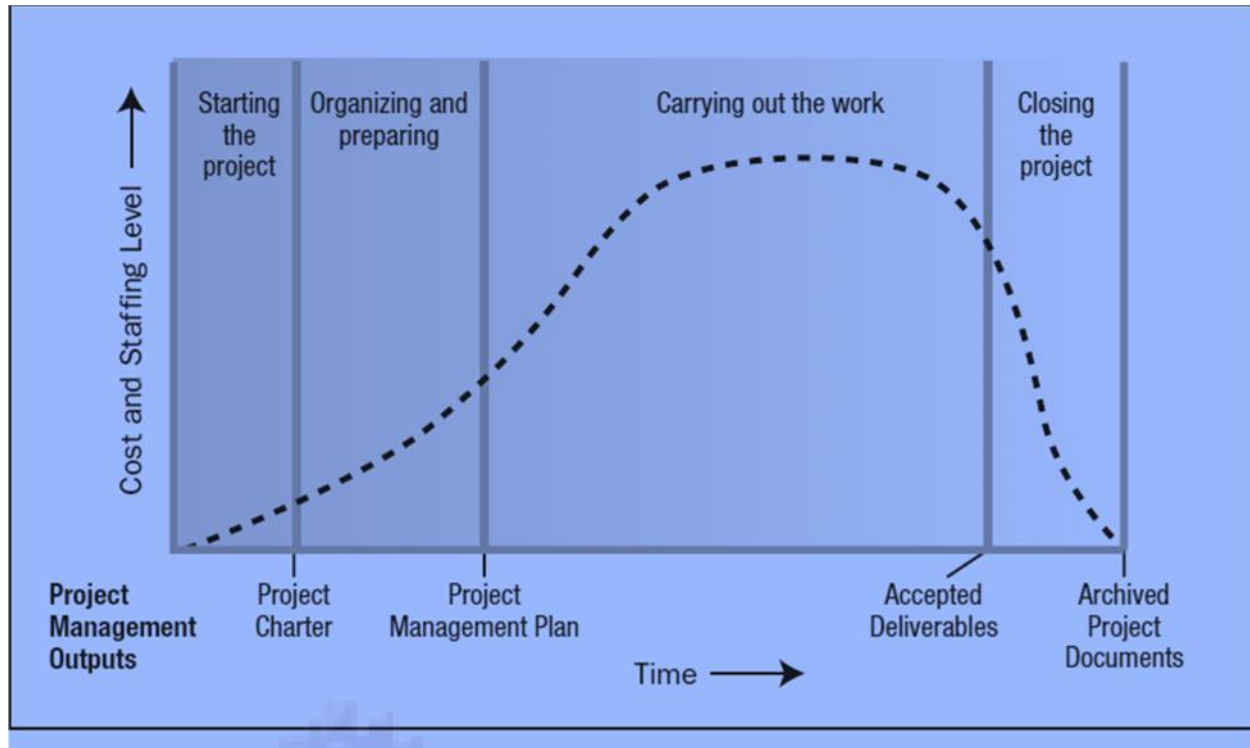 Starting
the
project
Organizing and
preparing
Carrying out the work
Closing
the
project
Cost and Staffing Level
Project
Management
Outputs
Project
Charter
Project
Management Plan
Accepted
Deliverables
Archived
Project
Documents
Time